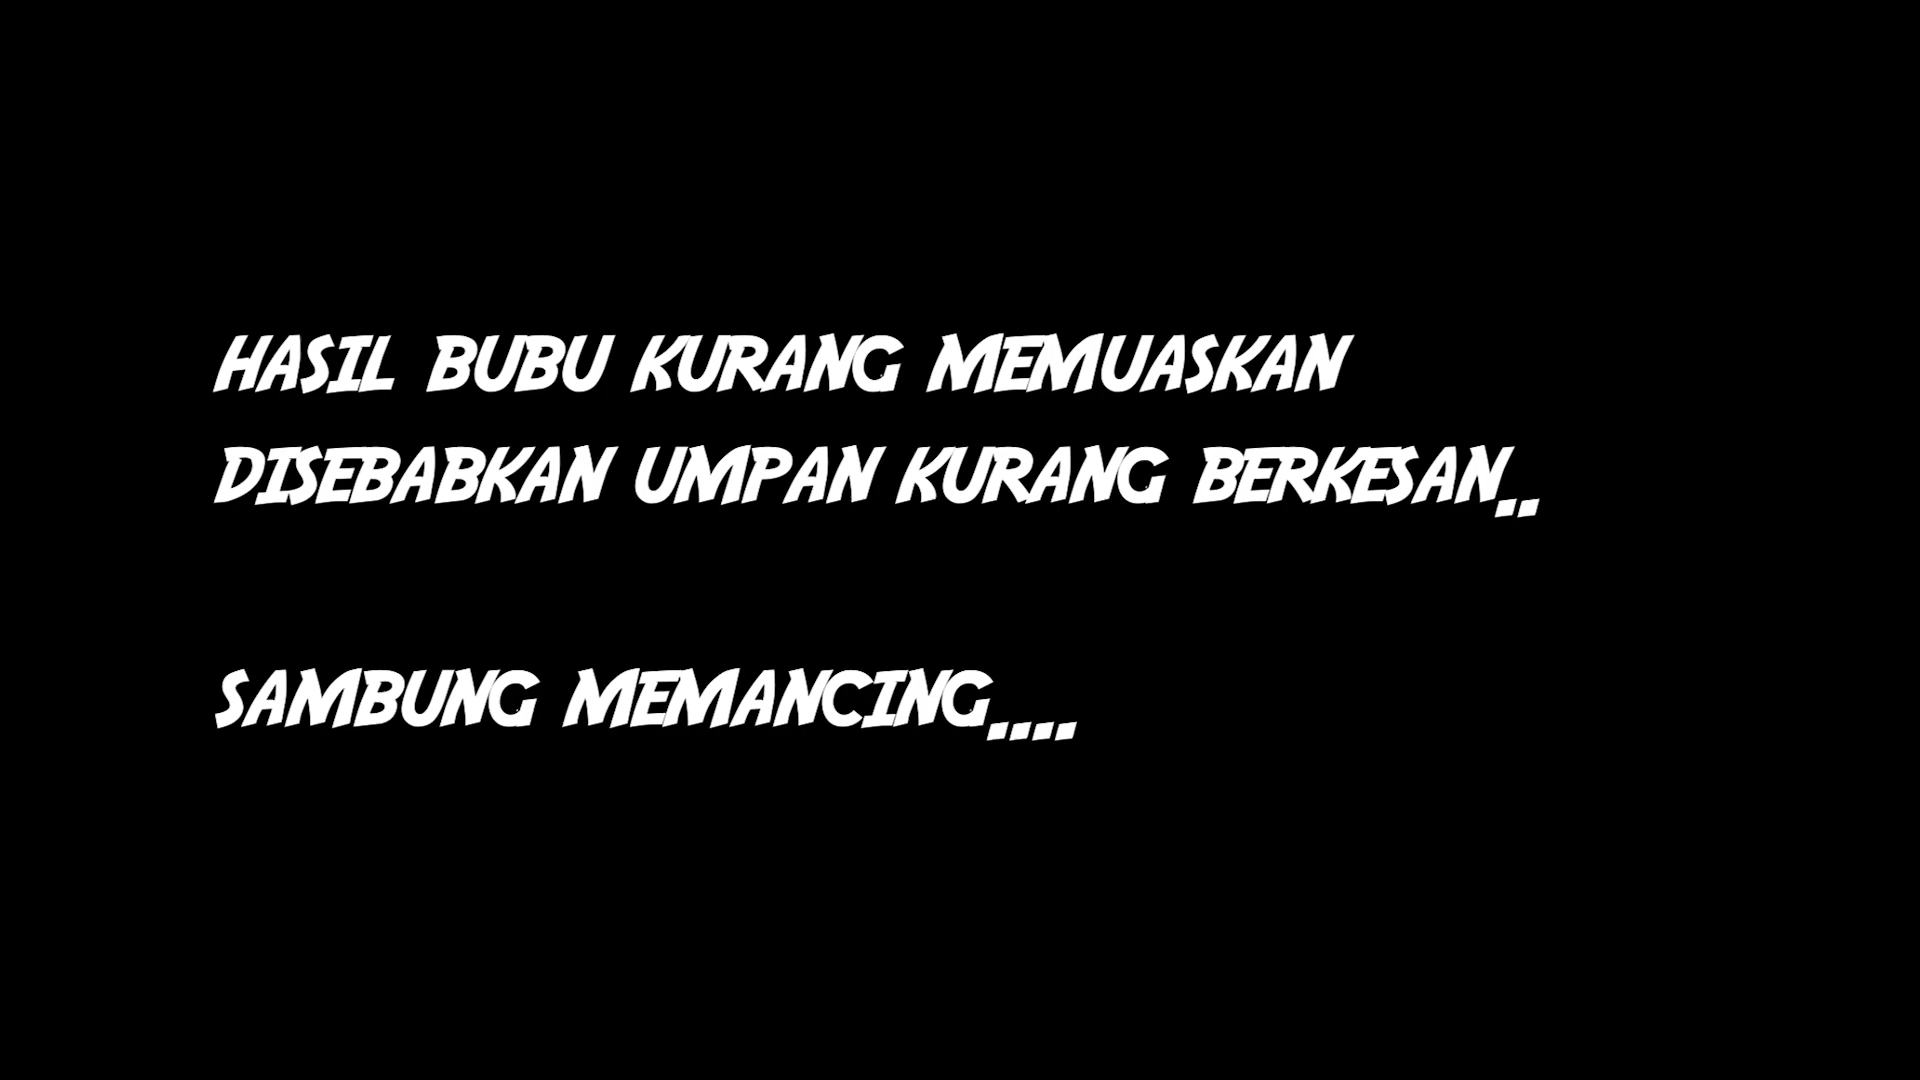 HASIL BUBU KURANG MEMUASKAN
DISEBABKAN UMPAN KURANG BERKESAN..
SAMBUNG MEMANCING....